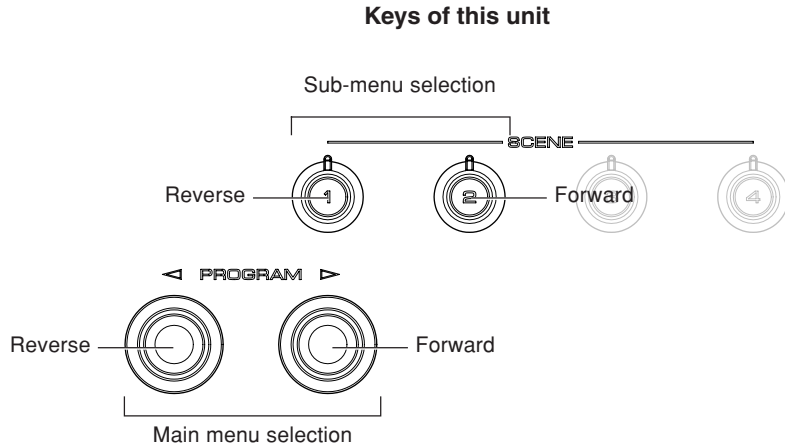 Keys of this unit
Sub-menu selection
SCENE
Reverse
1
2
Forward
3
4
PROGRAM
Reverse
Forward
Main menu selection